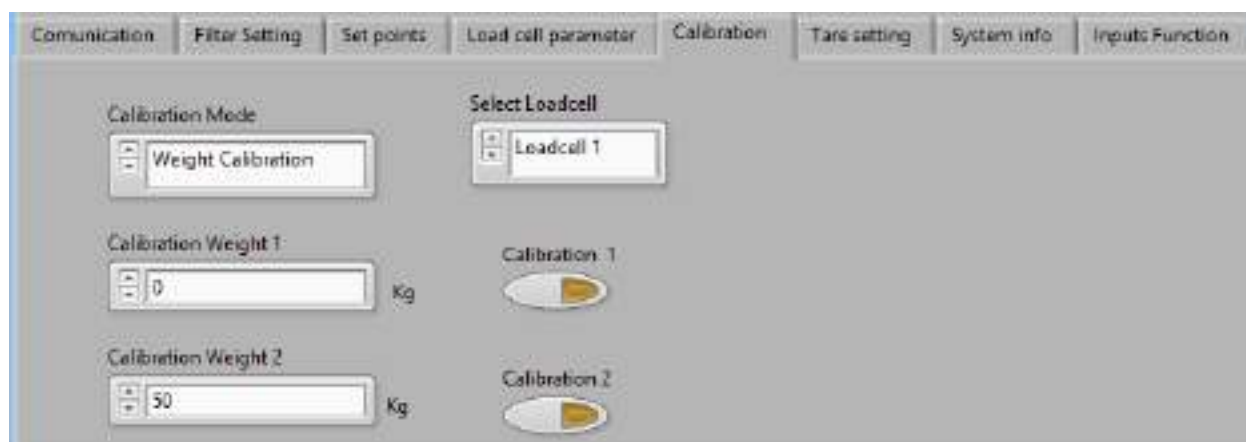 Comunication Filter Setting Set points Load cell parameter Calibration Tare setting System info Inputs Function
Calibration Mode Select Loadcell
Weight Calibration Loadcell 1
Calibration Weight 1 Calibration 1
0 Kg
Calibration Weight 2 Calibration 2
50 Kg